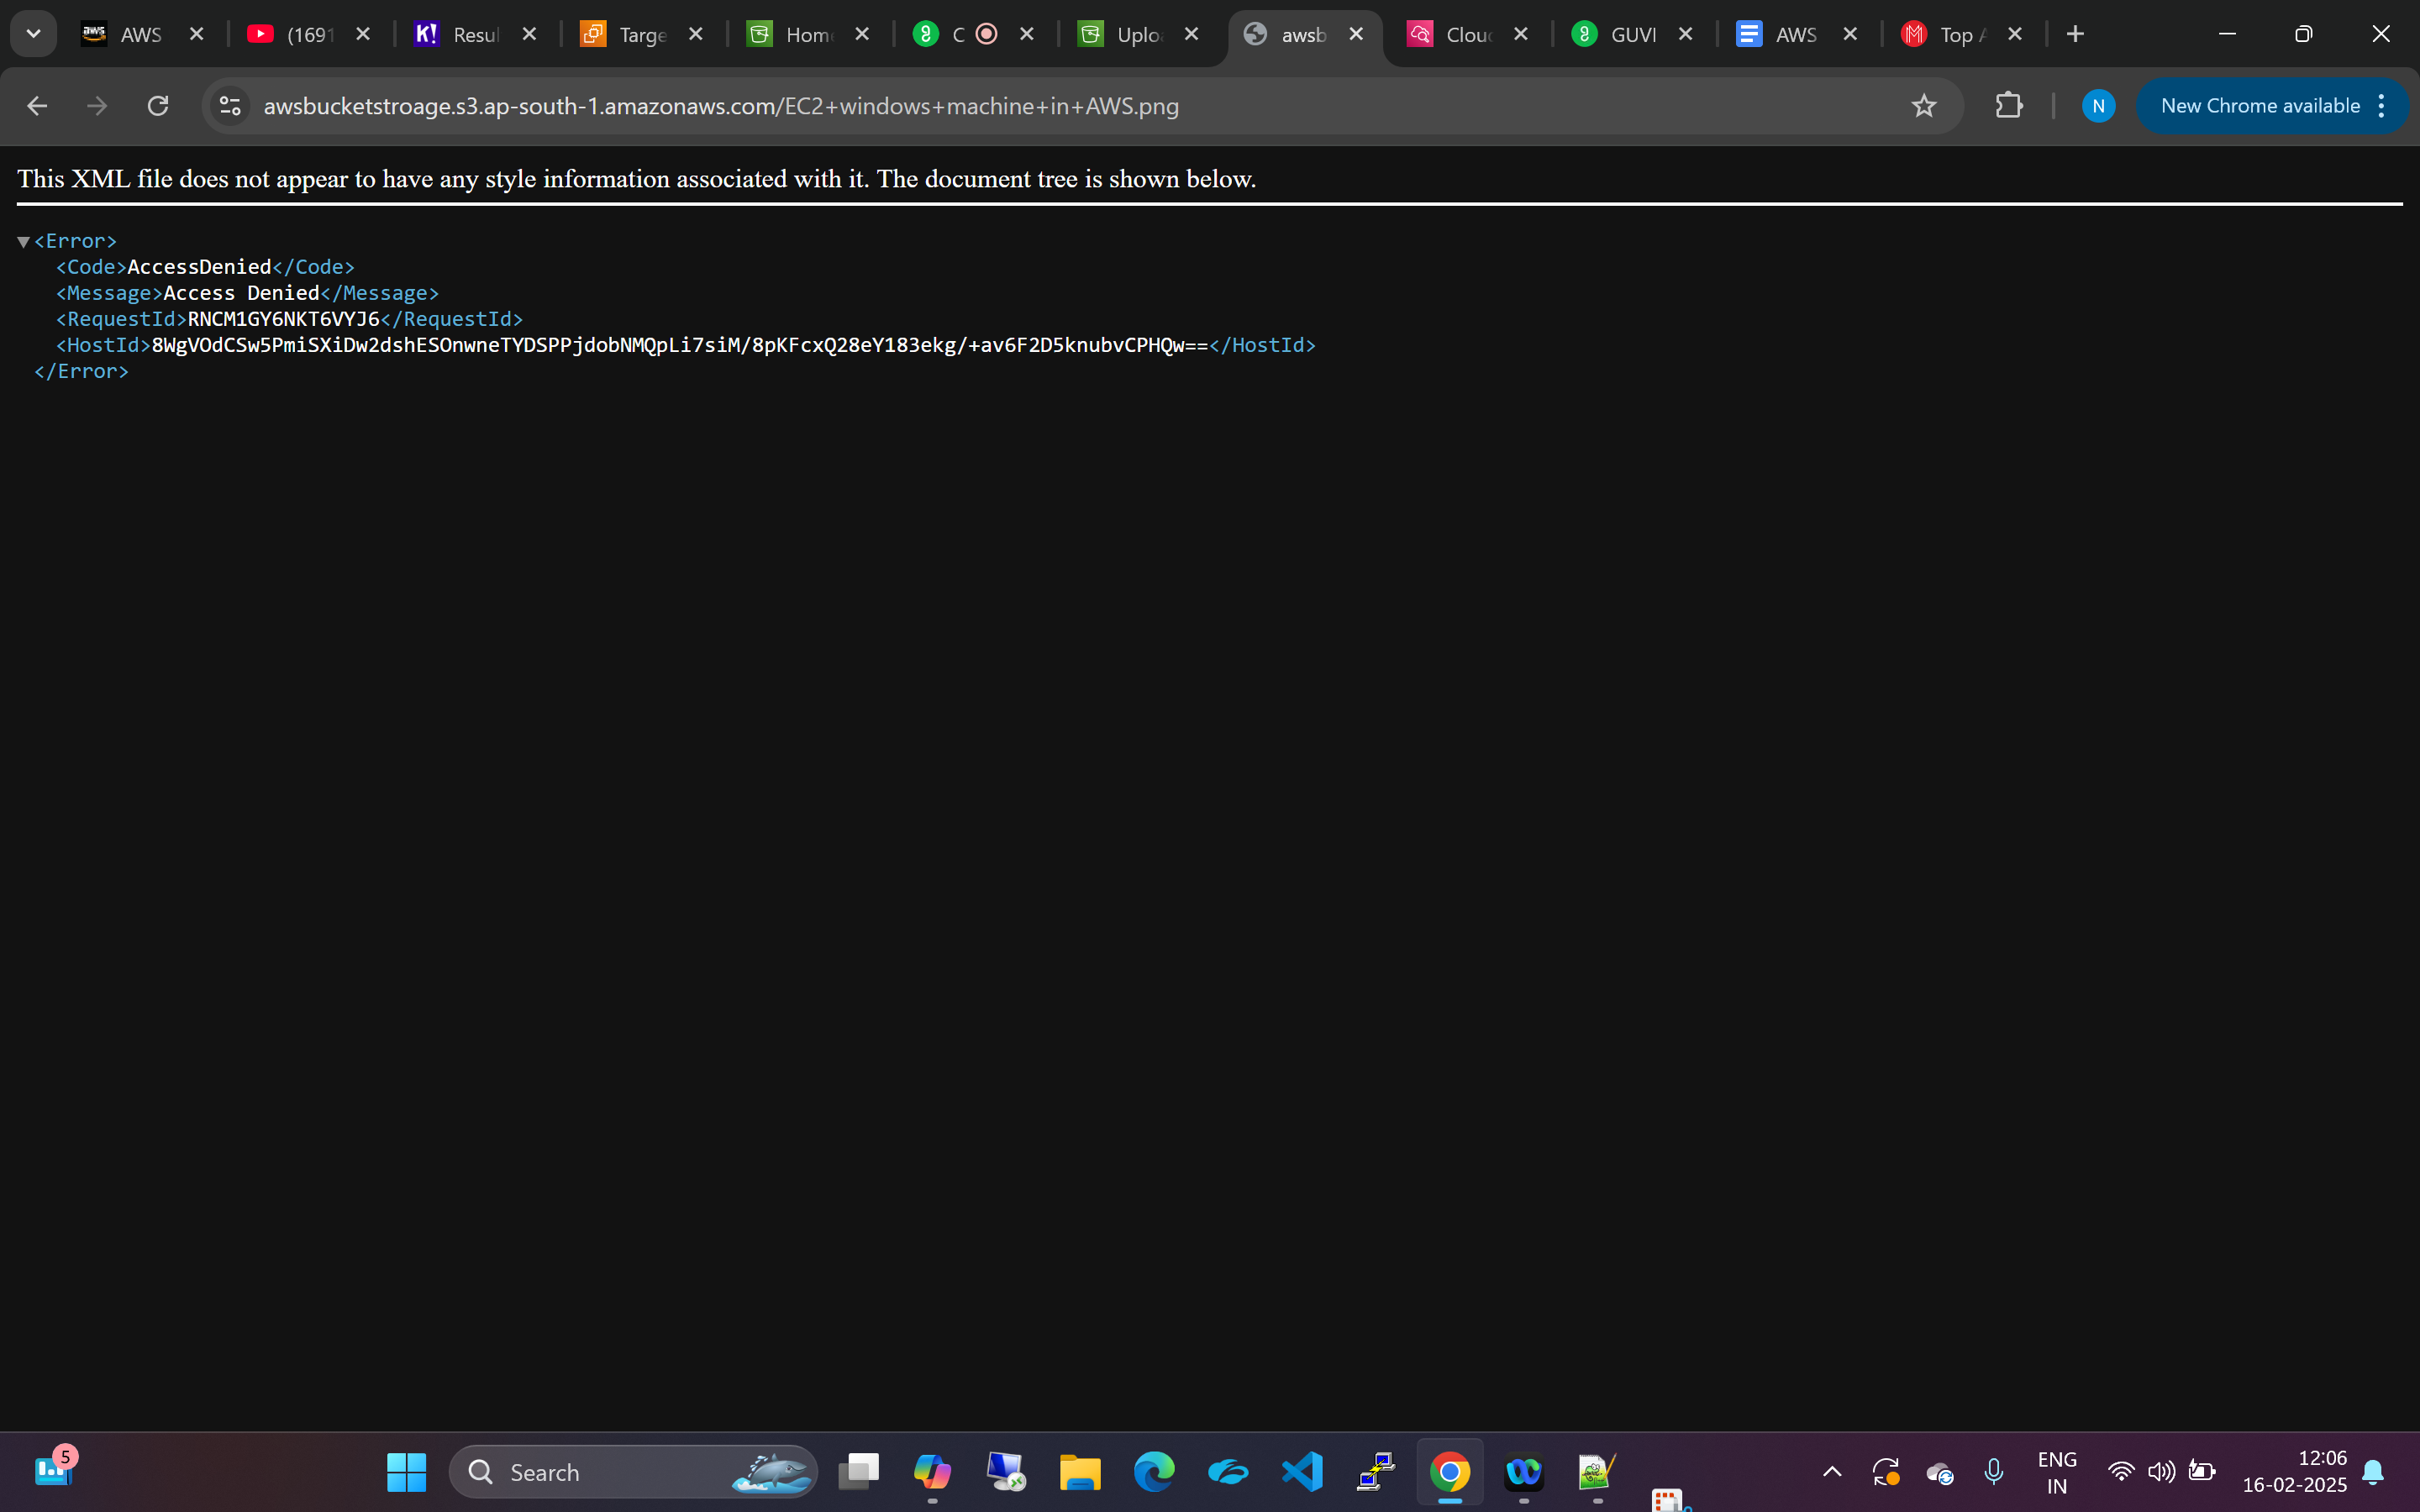 AWS
(1691
Resul
Targe
Home
C
Uploa
awsb
Cloud
GUVI
AWS
Top A
awsbucketstroage.s3.ap-south-1.amazonaws.com/EC2+windows+machine+in+AWS.png
N
New Chrome available
This XML file does not appear to have any style information associated with it. The document tree is shown below.
<Error>
<Code>AccessDenied</Code>
<Message>Access Denied</Message>
<RequestId>RNCM1GY6NKT6VYJ6</RequestId>
<HostId>8WgVOdCSw5PmiSXiDw2dshESOnwneTYDSPPjdobNMQpLi7siM/8pKFcxQ28eY183ekg/+av6F2D5knubvCPHQw==</HostId>
</Error>
5
Search
ENG
IN
12:06
16-02-2025